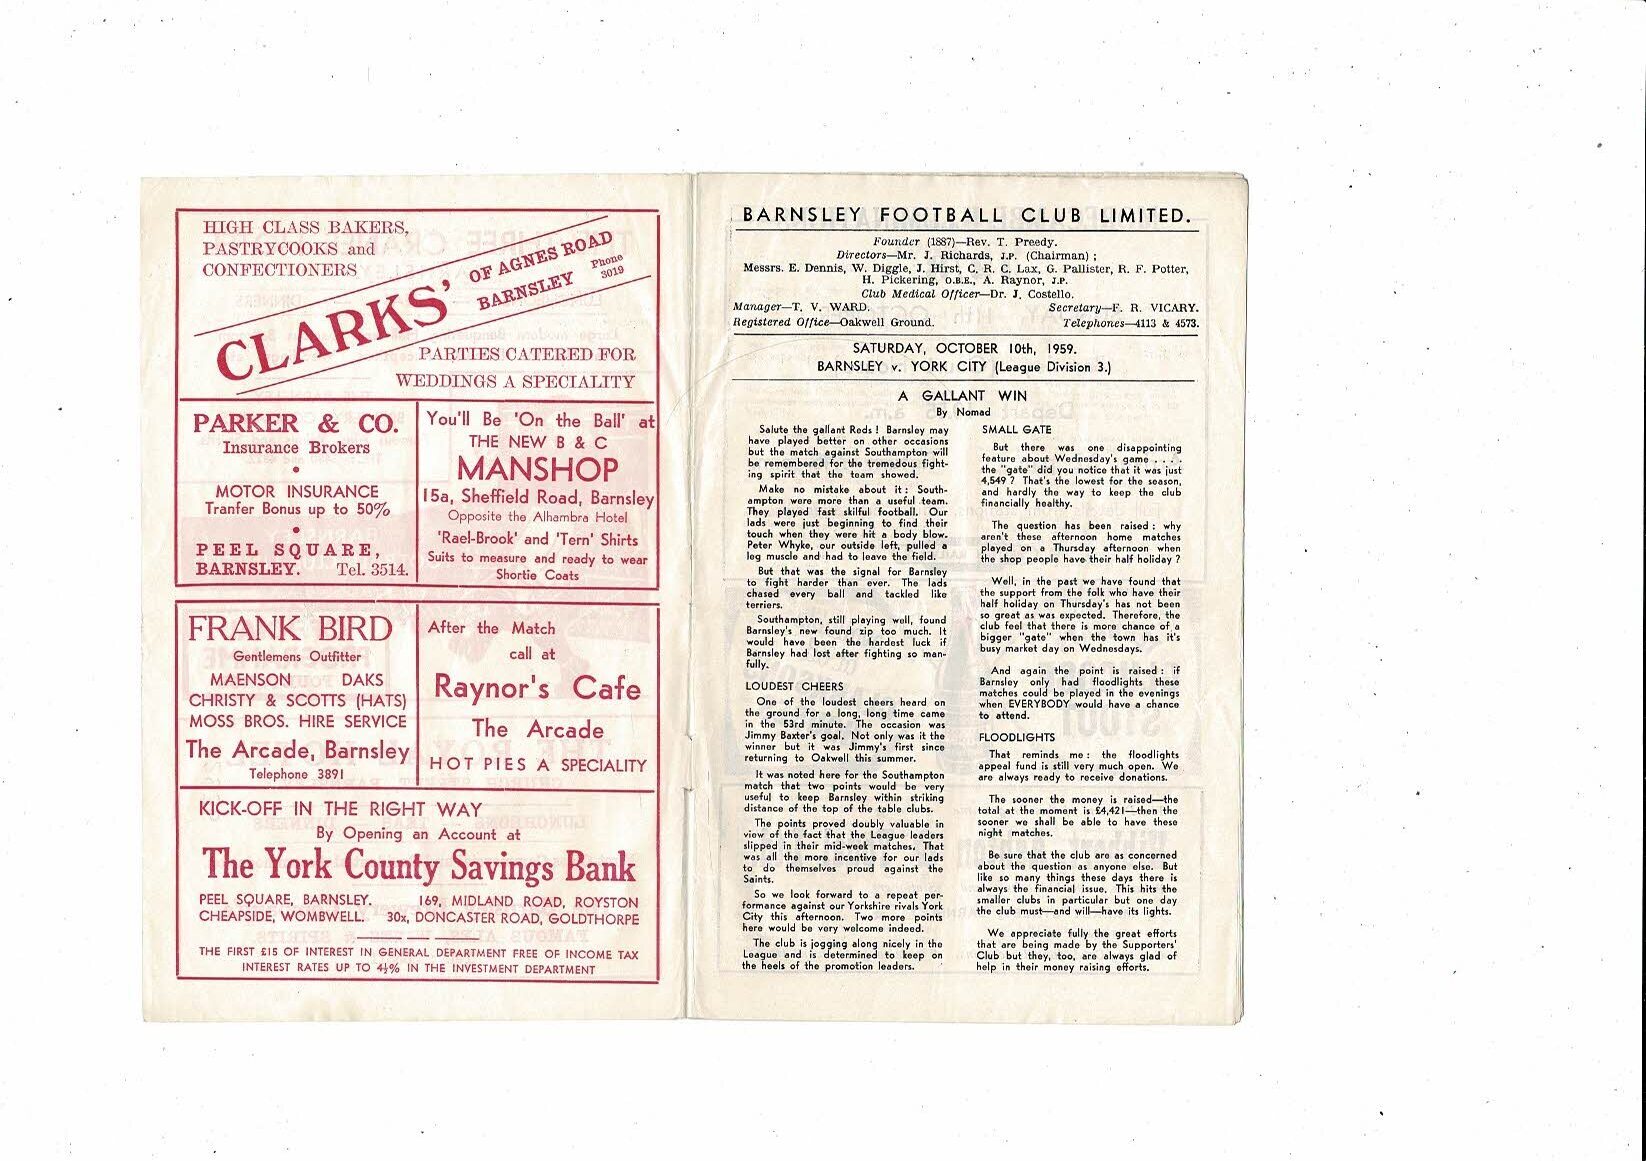 HIGH CLASS BAKERS,
PASTRYCOOKS and
CONFECTIONERS
CLARKS' OF AGNES ROAD
BARNSLEY Phone
3019
PARTIES CATERED FOR
WEDDINGS A SPECIALITY
PARKER & CO.
Insurance Brokers
•
MOTOR INSURANCE
Tranfer Bonus up to 50%
•
PEEL SQUARE,
BARNSLEY. Tel. 3514.
You'll Be 'On the Ball' at
THE NEW B & C
MANSHOP
15a, Sheffield Road, Barnsley
Opposite the Alhambra Hotel
'Rael-Brook' and 'Tern' Shirts
Suits to measure and ready to wear
Shortie Coats
FRANK BIRD
Gentlemens Outfitter
MAENSON DAKS
CHRISTY & SCOTTS (HATS)
MOSS BROS. HIRE SERVICE
The Arcade, Barnsley
Telephone 3891
After the Match
call at
Raynor's Cafe
The Arcade
HOT PIES A SPECIALITY
KICK-OFF IN THE RIGHT WAY
By Opening an Account at
The York County Savings Bank
PEEL SQUARE, BARNSLEY. 169, MIDLAND ROAD, ROYSTON
CHEAPSIDE, WOMBWELL. 30x, DONCASTER ROAD, GOLDTHORPE
THE FIRST £15 OF INTEREST IN GENERAL DEPARTMENT FREE OF INCOME TAX
INTEREST RATES UP TO 4½% IN THE INVESTMENT DEPARTMENT
BARNSLEY FOOTBALL CLUB LIMITED.
Founder (1887)—Rev. T. Preedy.
Directors—Mr. J. Richards, J.P. (Chairman) ;
Messrs. E. Dennis, W. Diggle, J. Hirst, C. R. C. Lax, G. Pallister, R. F. Potter,
H. Pickering, O.B.E., A. Raynor, J.P.
Club Medical Officer—Dr. J. Costello.
Manager—T. V. WARD. Secretary—F. R. VICARY.
Registered Office—Oakwell Ground. Telephones—4113 & 4573.
SATURDAY, OCTOBER 10th, 1959.
BARNSLEY v. YORK CITY (League Division 3.)
A GALLANT WIN
By Nomad
Salute the gallant Reds ! Barnsley may
have played better on other occasions
but the match against Southampton will
be remembered for the tremedous fight-
ing spirit that the team showed.
Make no mistake about it : South-
ampton were more than a useful team.
They played fast skilful football. Our
lads were just beginning to find their
touch when they were hit a body blow.
Peter Whyke, our outside left, pulled a
leg muscle and had to leave the field.
But that was the signal for Barnsley
to fight harder than ever. The lads
chased every ball and tackled like
terriers.
Southampton, still playing well, found
Barnsley's new found zip too much. It
would have been the hardest luck if
Barnsley had lost after fighting so man-
fully.
LOUDEST CHEERS
One of the loudest cheers heard on
the ground for a long, long time came
in the 53rd minute. The occasion was
Jimmy Baxter's goal. Not only was it the
winner but it was Jimmy's first since
returning to Oakwell this summer.
It was noted here for the Southampton
match that two points would be very
useful to keep Barnsley within striking
distance of the top of the table clubs.
The points proved doubly valuable in
view of the fact that the League leaders
slipped in their mid-week matches. That
was all the more incentive for our lads
to do themselves proud against the
Saints.
So we look forward to a repeat per-
formance against our Yorkshire rivals York
City this afternoon. Two more points
here would be very welcome indeed.
The club is jogging along nicely in the
League and is determined to keep on
the heels of the promotion leaders.
SMALL GATE
But there was one disappointing
feature about Wednesday's game . . . .
the "gate" did you notice that it was just
4,549 ? That's the lowest for the season,
and hardly the way to keep the club
financially healthy.
The question has been raised : why
aren't these afternoon home matches
played on a Thursday afternoon when
the shop people have their half holiday ?
Well, in the past we have found that
the support from the folk who have their
half holiday on Thursday's has not been
so great as was expected. Therefore, the
club feel that there is more chance of a
bigger "gate" when the town has it's
busy market day on Wednesdays.
And again the point is raised : if
Barnsley only had floodlights these
matches could be played in the evenings
when EVERYBODY would have a chance
to attend.
FLOODLIGHTS
That reminds me : the floodlights
appeal fund is still very much open. We
are always ready to receive donations.
The sooner the money is raised—the
total at the moment is £4,421—then the
sooner we shall be able to have these
night matches.
Be sure that the club are as concerned
about the question as anyone else. But
like so many things these days there is
always the financial issue. This hits the
smaller clubs in particular but one day
the club must—and will—have its lights.
We appreciate fully the great efforts
that are being made by the Supporters'
Club but they, too, are always glad of
help in their money raising efforts.